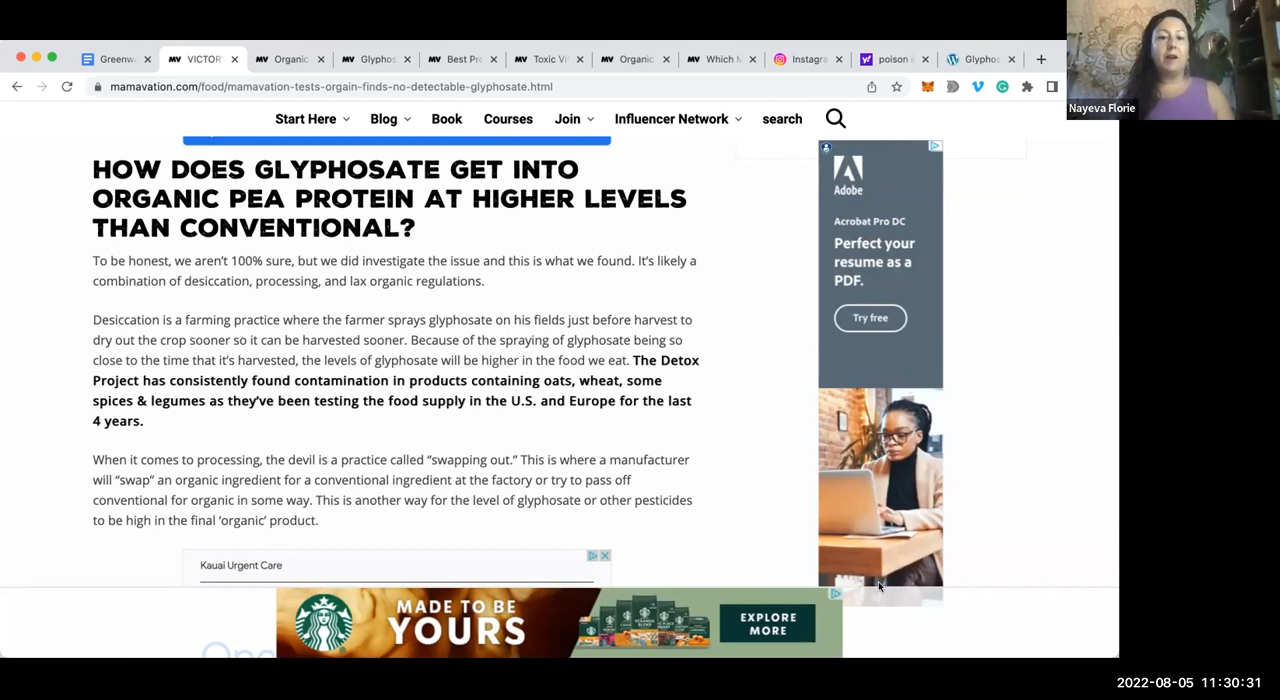 Greenw
VICTOR
Organic
Glyphos
Best Pr
Toxic Vi
Organic
Which M
Instagra
poison i
Glyphos
mamavation.com/food/mamavation-tests-orgain-finds-no-detectable-glyphosate.html
Nayeva Florie
Start Here
Blog
Book
Courses
Join
Influencer Network
search
HOW DOES GLYPHOSATE GET INTO
ORGANIC PEA PROTEIN AT HIGHER LEVELS
THAN CONVENTIONAL?
To be honest, we aren't 100% sure, but we did investigate the issue and this is what we found. It's likely a
combination of desiccation, processing, and lax organic regulations.
Desiccation is a farming practice where the farmer sprays glyphosate on his fields just before harvest to
dry out the crop sooner so it can be harvested sooner. Because of the spraying of glyphosate being so
close to the time that it's harvested, the levels of glyphosate will be higher in the food we eat. The Detox
Project has consistently found contamination in products containing oats, wheat, some
spices & legumes as they've been testing the food supply in the U.S. and Europe for the last
4 years.
When it comes to processing, the devil is a practice called “swapping out.” This is where a manufacturer
will “swap” an organic ingredient for a conventional ingredient at the factory or try to pass off
conventional for organic in some way. This is another way for the level of glyphosate or other pesticides
to be high in the final ‘organic’ product.
Adobe
Acrobat Pro DC
Perfect your
resume as a
PDF.
Try free
Kauai Urgent Care
MADE TO BE
YOURS
EXPLORE
MORE
2022-08-05 11:30:31